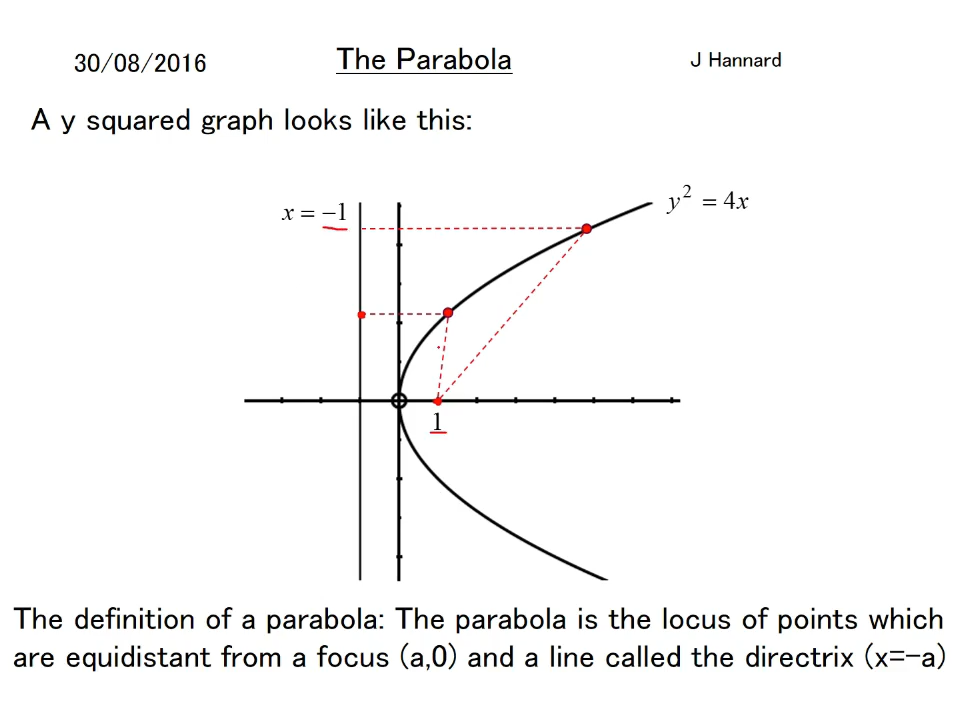 30/08/2016 The Parabola J Hannard
A y squared graph looks like this:
x = −1
y² = 4x
1
The definition of a parabola: The parabola is the locus of points which
are equidistant from a focus (a,0) and a line called the directrix (x=-a)